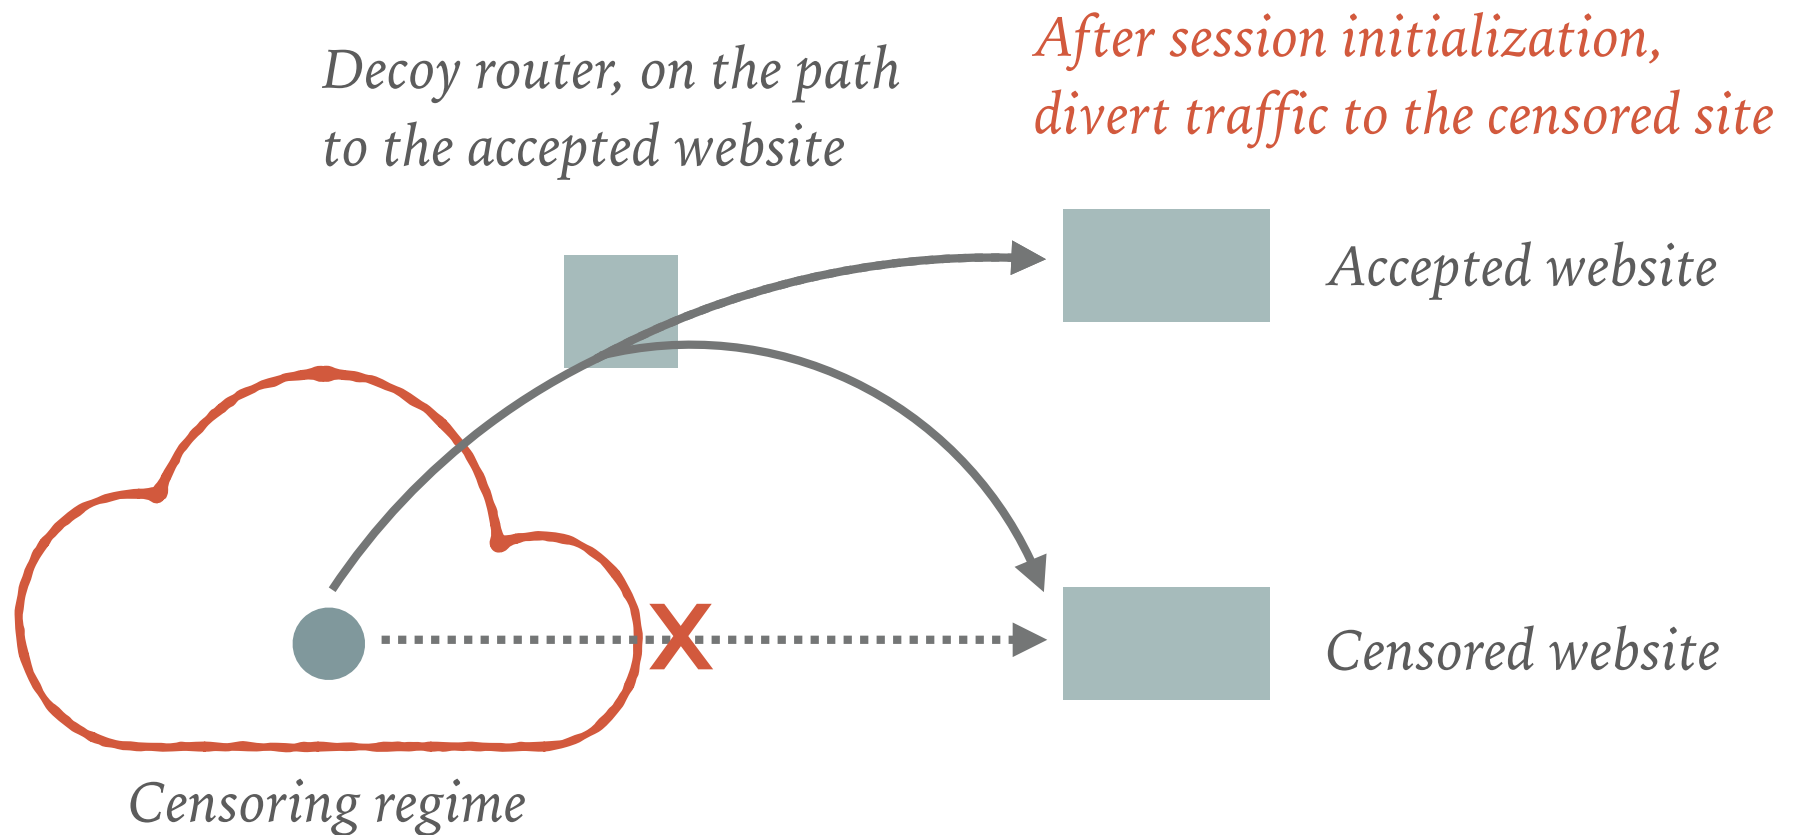 Decoy router, on the path
to the accepted website
After session initialization,
divert traffic to the censored site
Accepted website
X
Censored website
Censoring regime